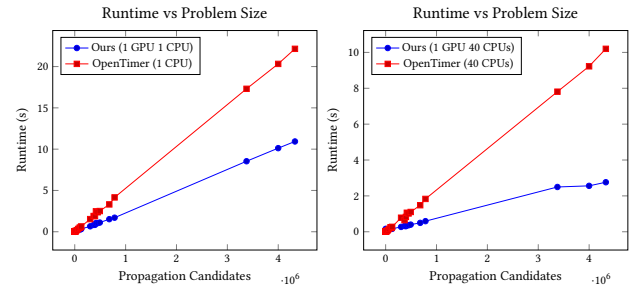 Runtime vs Problem Size
Ours (1 GPU 1 CPU)
OpenTimer (1 CPU)
Runtime (s)
20
15
10
5
0
0
1
2
3
4
·10⁶
Propagation Candidates
Runtime vs Problem Size
Ours (1 GPU 40 CPUs)
OpenTimer (40 CPUs)
Runtime (s)
10
8
6
4
2
0
0
1
2
3
4
·10⁶
Propagation Candidates